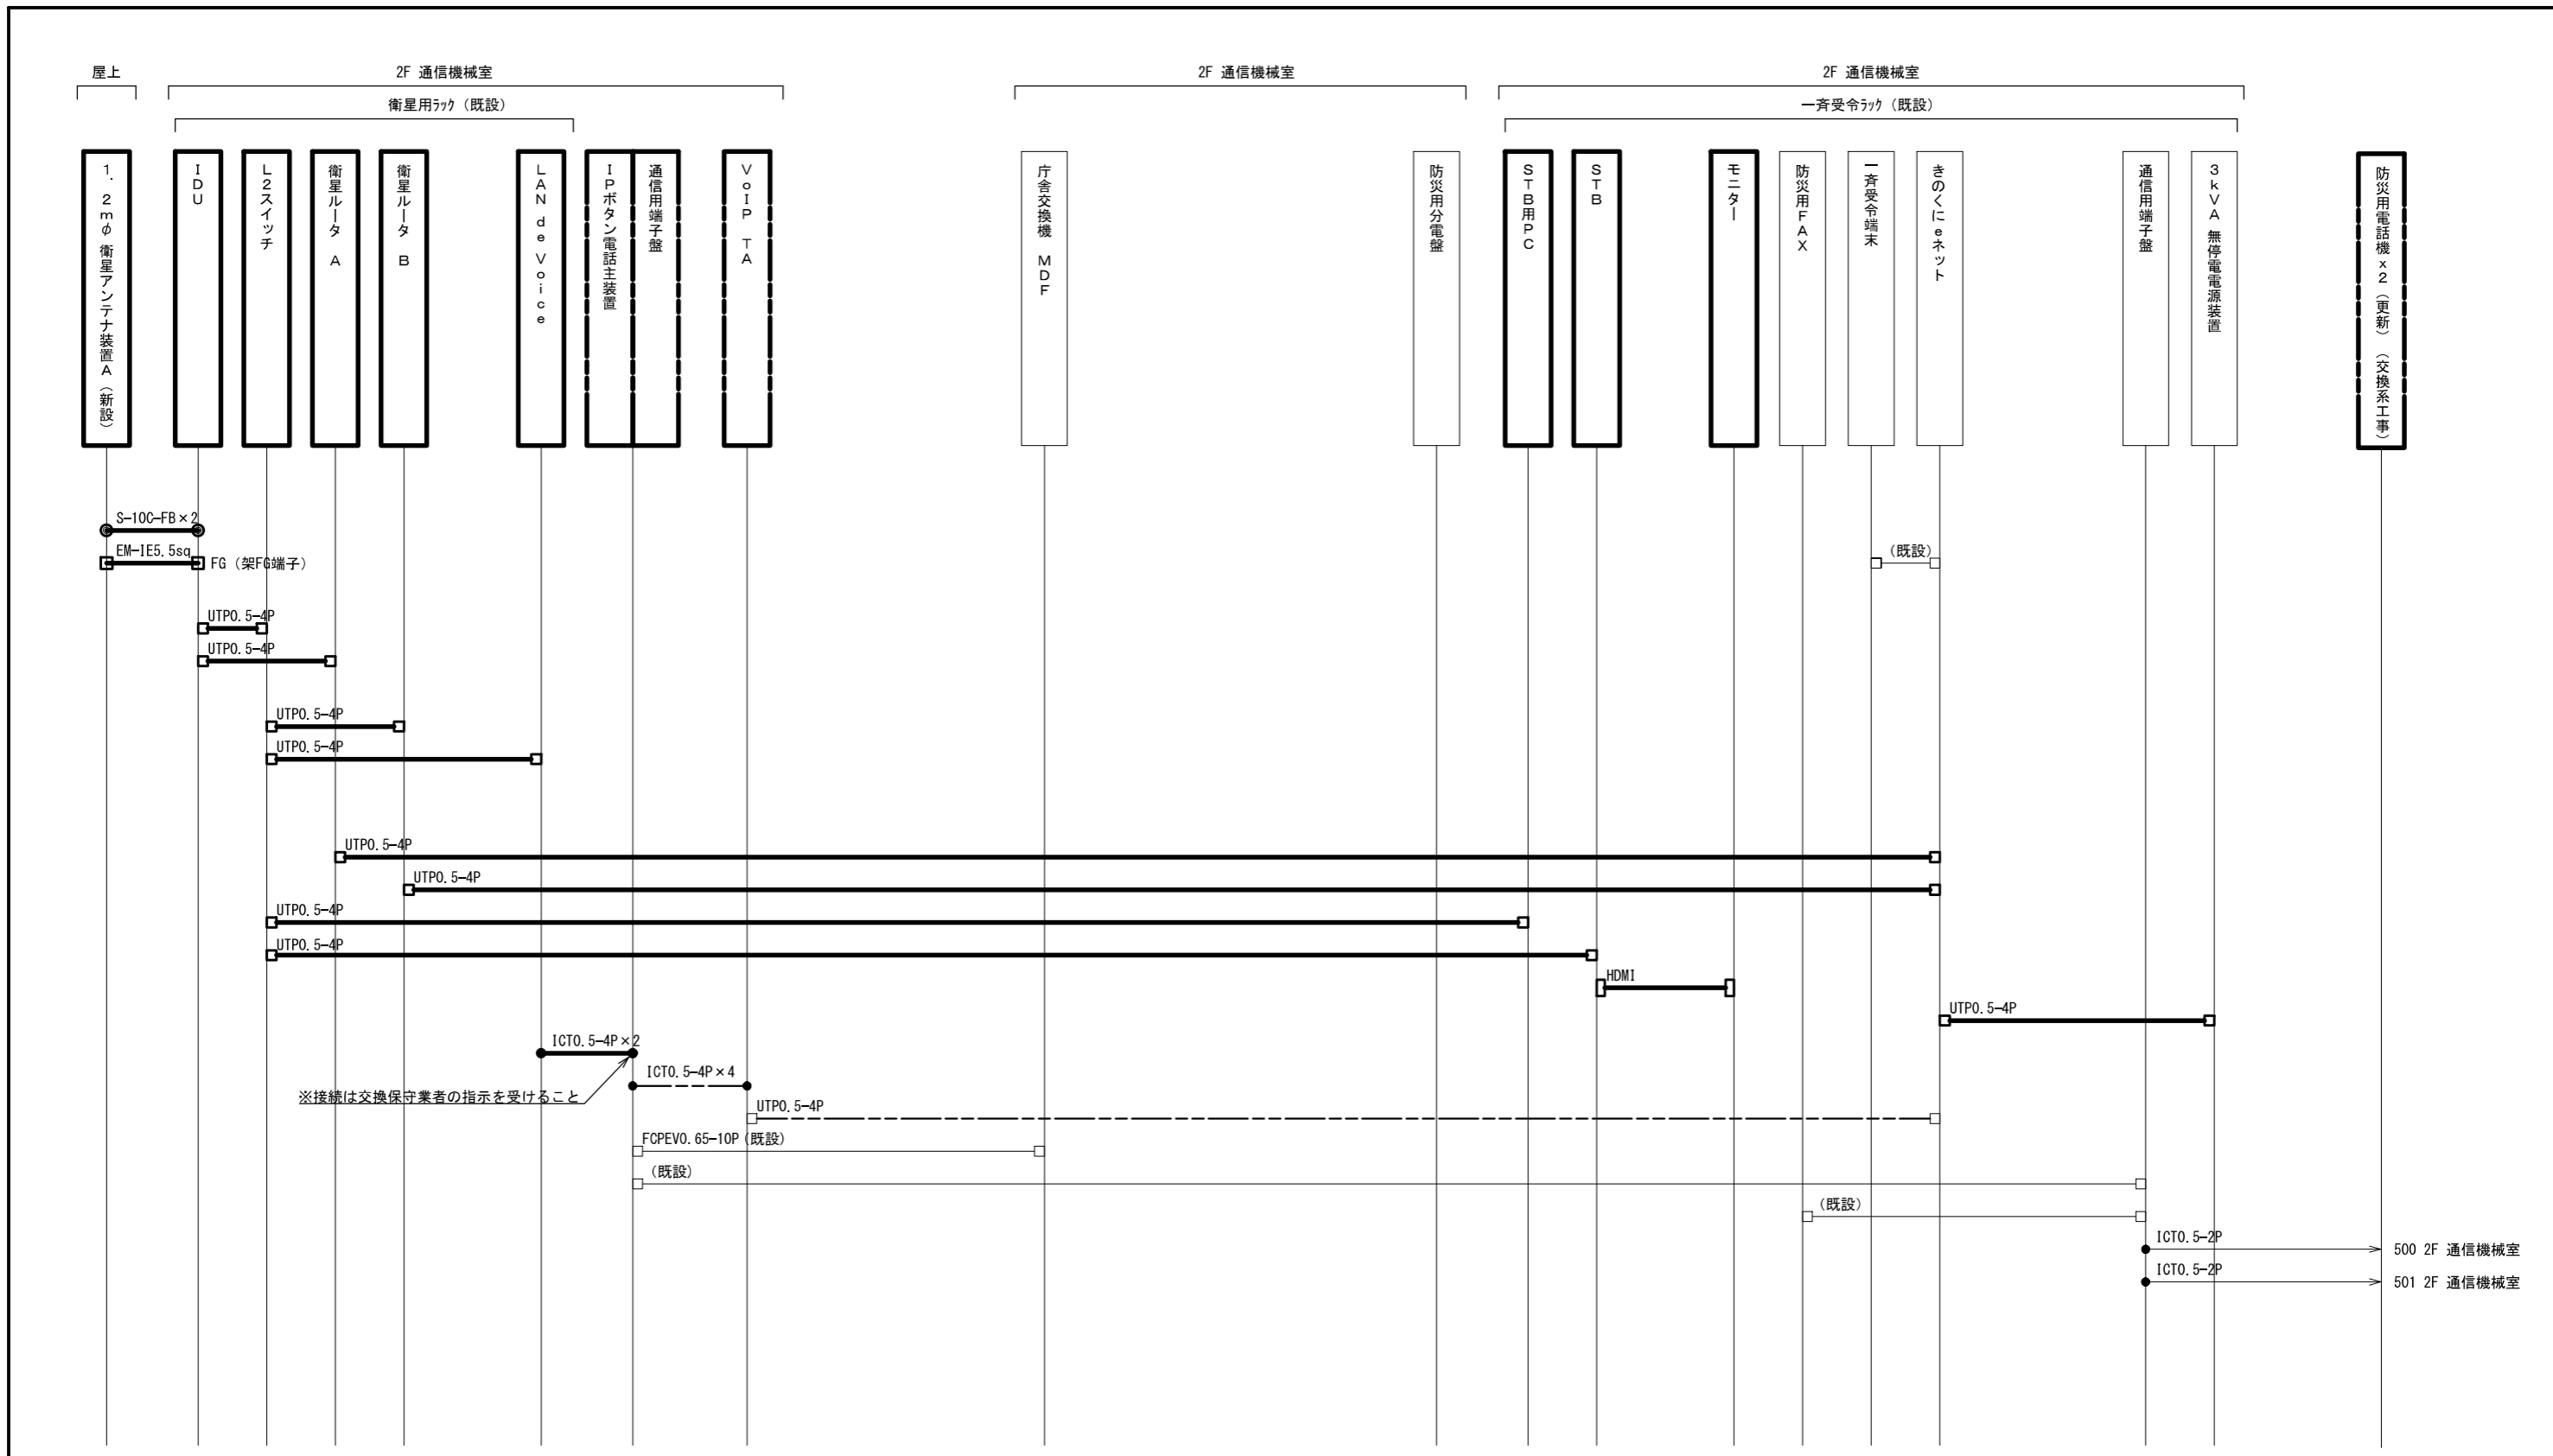 屋上
2F 通信機械室
2F 通信機械室
2F 通信機械室
衛星用ラック（既設）
一斉受令ラック（既設）
１．２ｍφ 衛星アンテナ装置Ａ（新設）
ＩＤＵ
Ｌ２スイッチ
衛星ルータ Ａ
衛星ルータ Ｂ
ＬＡＮ ｄｅ Ｖｏｉｃｅ
ＩＰボタン電話主装置
通信用端子盤
ＶｏＩＰ ＴＡ
庁舎交換機 ＭＤＦ
防災用分電盤
ＳＴＢ用ＰＣ
ＳＴＢ
モニター
防災用ＦＡＸ
一斉受令端末
きのくにｅネット
通信用端子盤
３ｋＶＡ 無停電電源装置
防災用電話機ｘ２（更新）（交換系工事）
S-10C-FB×2
EM-IE5.5sq
FG（架FG端子）
（既設）
UTP0.5-4P
UTP0.5-4P
UTP0.5-4P
UTP0.5-4P
UTP0.5-4P
UTP0.5-4P
UTP0.5-4P
UTP0.5-4P
HDMI
UTP0.5-4P
ICT0.5-4P×2
ICT0.5-4P×4
※接続は交換保守業者の指示を受けること
UTP0.5-4P
FCPEV0.65-10P(既設)
（既設）
（既設）
ICT0.5-2P
500 2F 通信機械室
ICT0.5-2P
501 2F 通信機械室